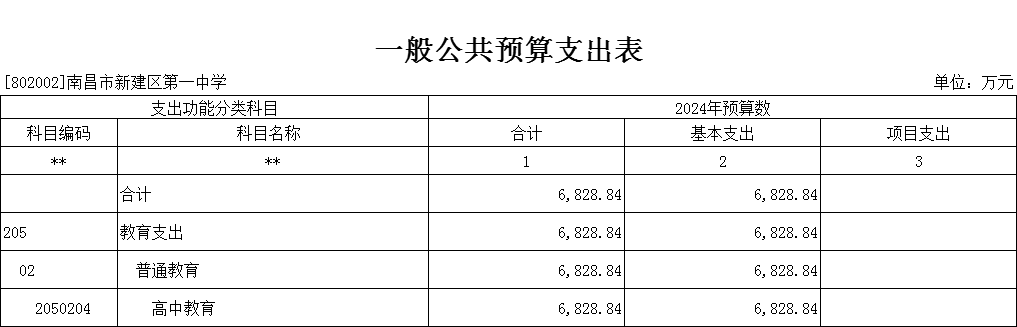 一般公共预算支出表
[802002]南昌市新建区第一中学 单位：万元
支出功能分类科目 2024年预算数
科目编码 科目名称 合计 基本支出 项目支出
** ** 1 2 3
合计 6,828.84 6,828.84
205 教育支出 6,828.84 6,828.84
02 普通教育 6,828.84 6,828.84
2050204 高中教育 6,828.84 6,828.84